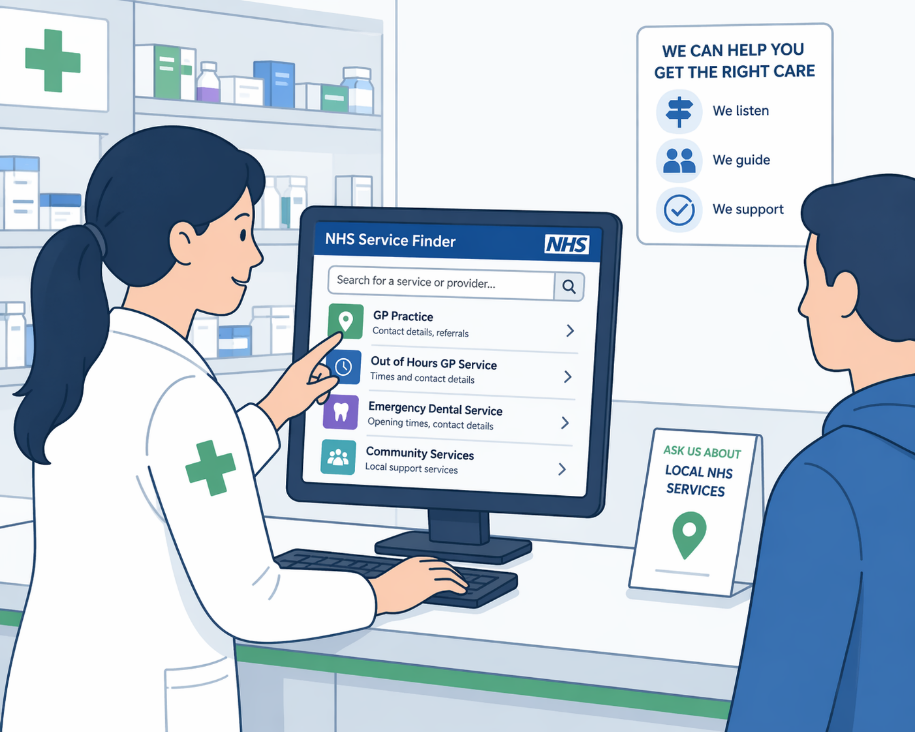 WE CAN HELP YOU
GET THE RIGHT CARE
We listen
We guide
We support
NHS Service Finder
NHS
Search for a service or provider...
GP Practice
Contact details, referrals
Out of Hours GP Service
Times and contact details
Emergency Dental Service
Opening times, contact details
Community Services
Local support services
ASK US ABOUT
LOCAL NHS
SERVICES